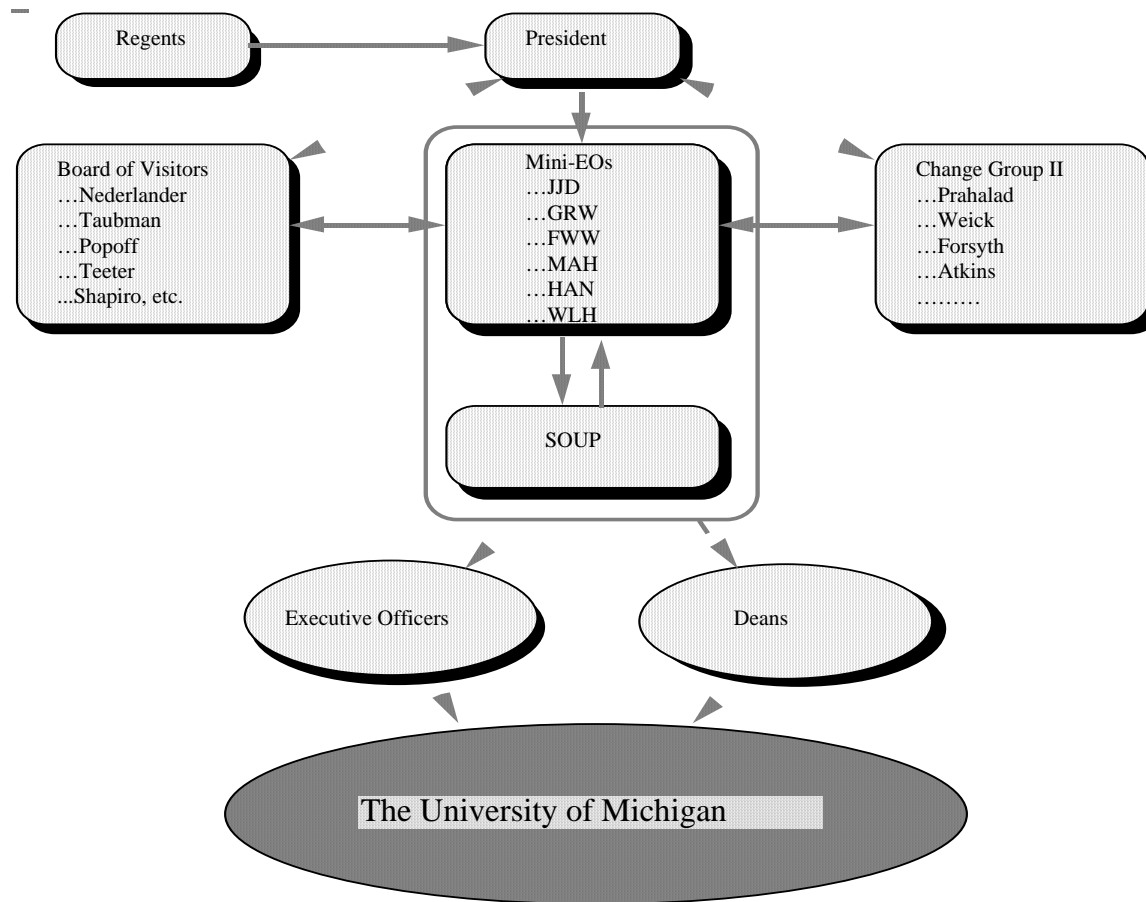 Regents
President
Board of Visitors
…Nederlander
…Taubman
…Popoff
…Teeter
...Shapiro, etc.
Mini-EOs
…JJD
…GRW
…FWW
…MAH
…HAN
…WLH
Change Group II
…Prahalad
…Weick
…Forsyth
…Atkins
………
SOUP
Executive Officers
Deans
The University of Michigan